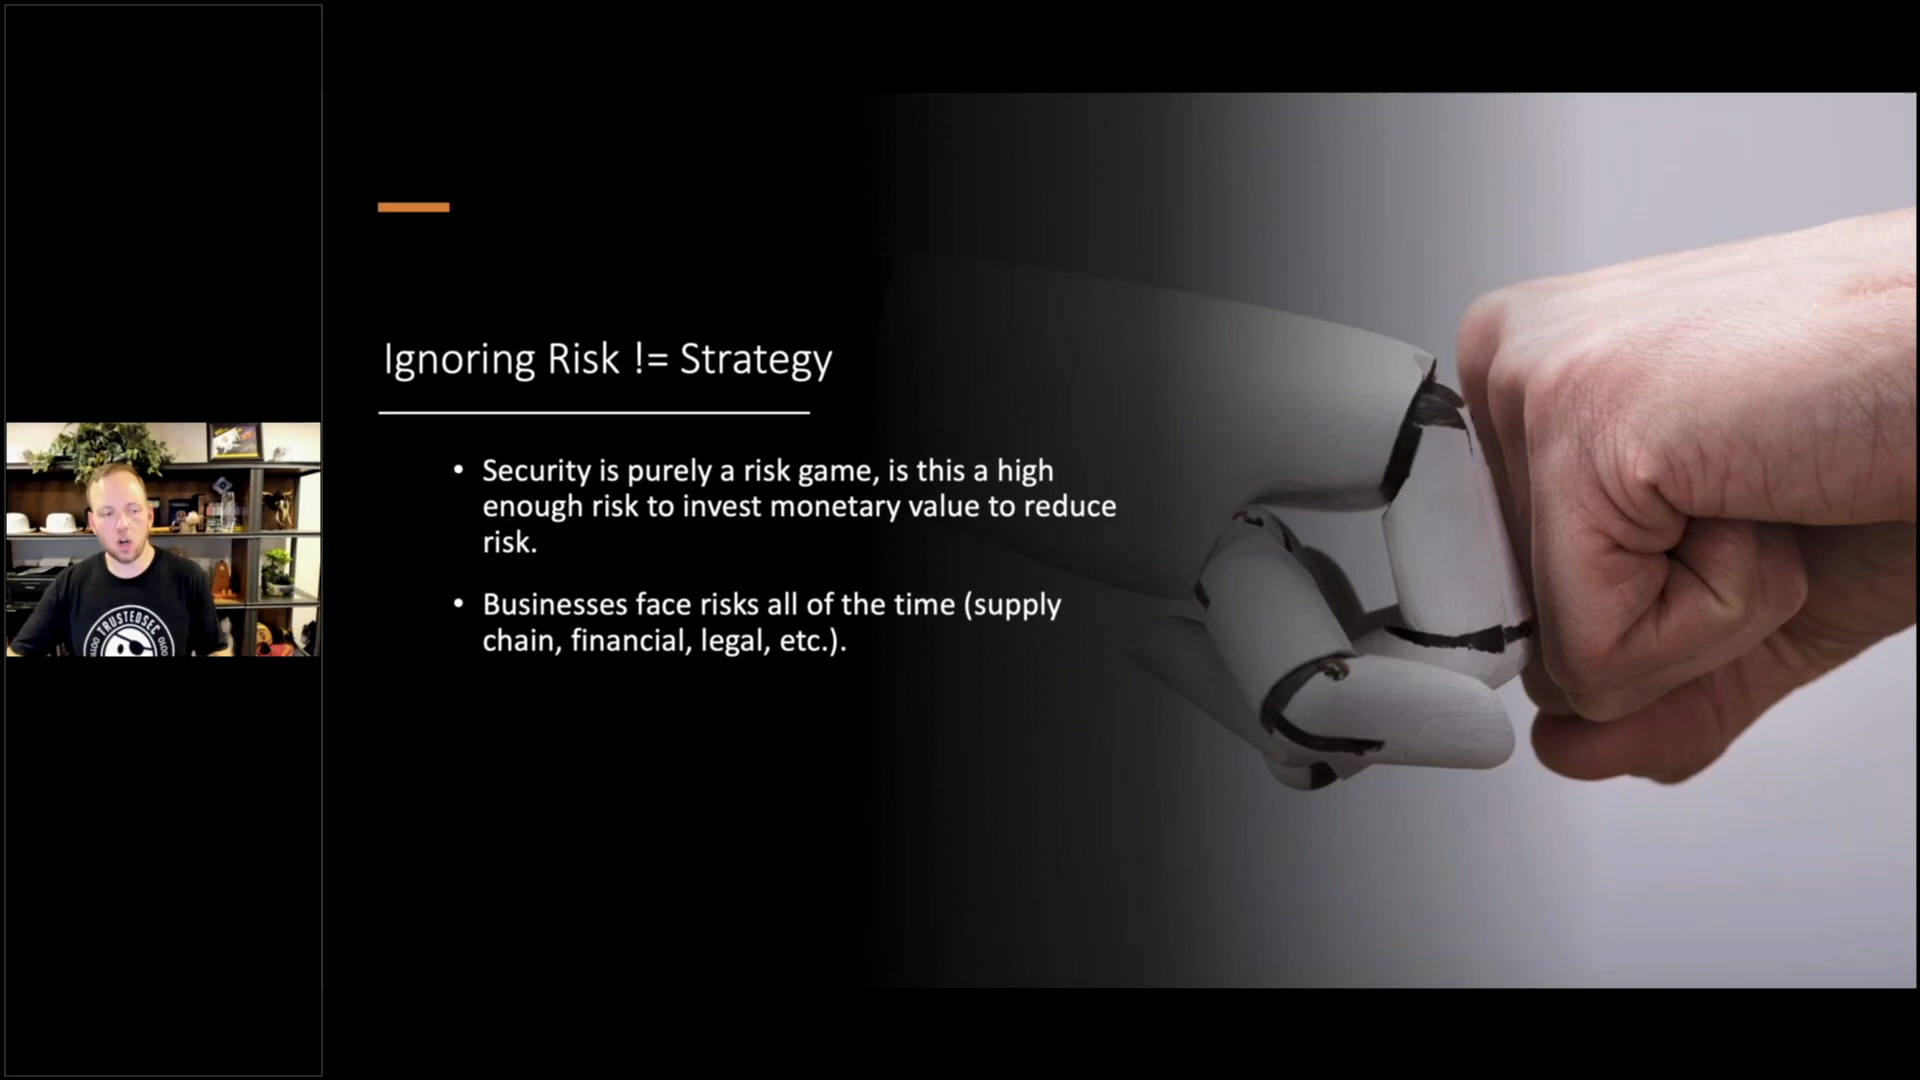 Ignoring Risk != Strategy
• Security is purely a risk game, is this a high
enough risk to invest monetary value to reduce
risk.
• Businesses face risks all of the time (supply
chain, financial, legal, etc.).
TRUSTEDSEC